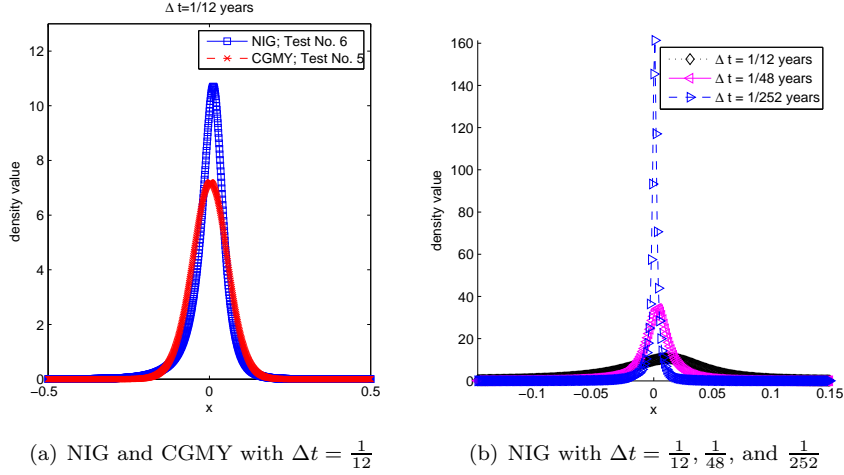 Δ t=1/12 years
NIG; Test No. 6
CGMY; Test No. 5
density value
12
10
8
6
4
2
0
−0.5
0
0.5
x
(a) NIG and CGMY with Δt = 1/12
Δ t = 1/12 years
Δ t = 1/48 years
Δ t = 1/252 years
density value
160
140
120
100
80
60
40
20
0
−0.1
−0.05
0
0.05
0.1
0.15
x
(b) NIG with Δt = 1/12, 1/48, and 1/252